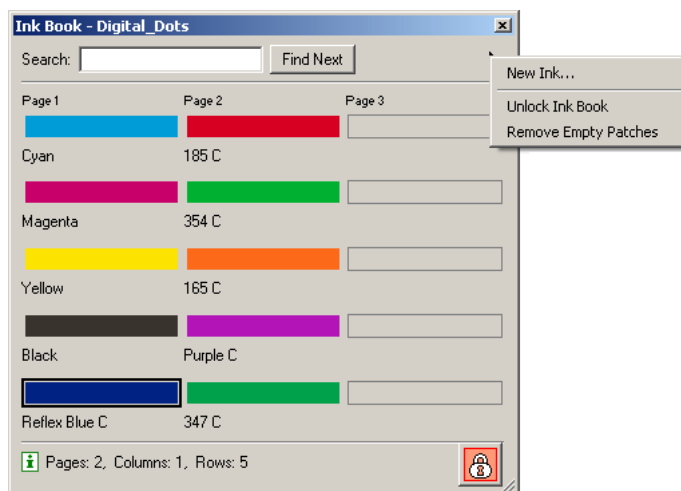 Ink Book - Digital_Dots
Search:
Find Next
New Ink...
Unlock Ink Book
Remove Empty Patches
Page 1 Page 2 Page 3
Cyan 185 C
Magenta 354 C
Yellow 165 C
Black Purple C
Reflex Blue C 347 C
Pages: 2, Columns: 1, Rows: 5